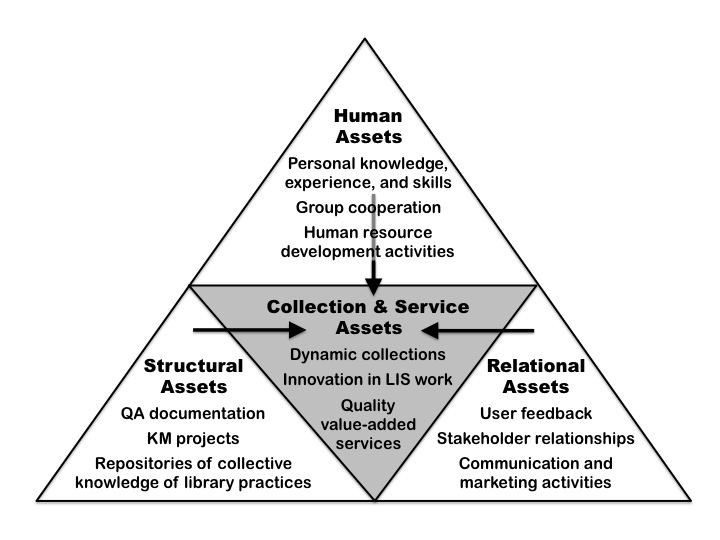 Human
Assets
Personal knowledge,
experience, and skills
Group cooperation
Human resource
development activities
Collection & Service
Assets
Dynamic collections
Innovation in LIS work
Quality
value-added
services
Structural
Assets
QA documentation
KM projects
Repositories of collective
knowledge of library practices
Relational
Assets
User feedback
Stakeholder relationships
Communication and
marketing activities